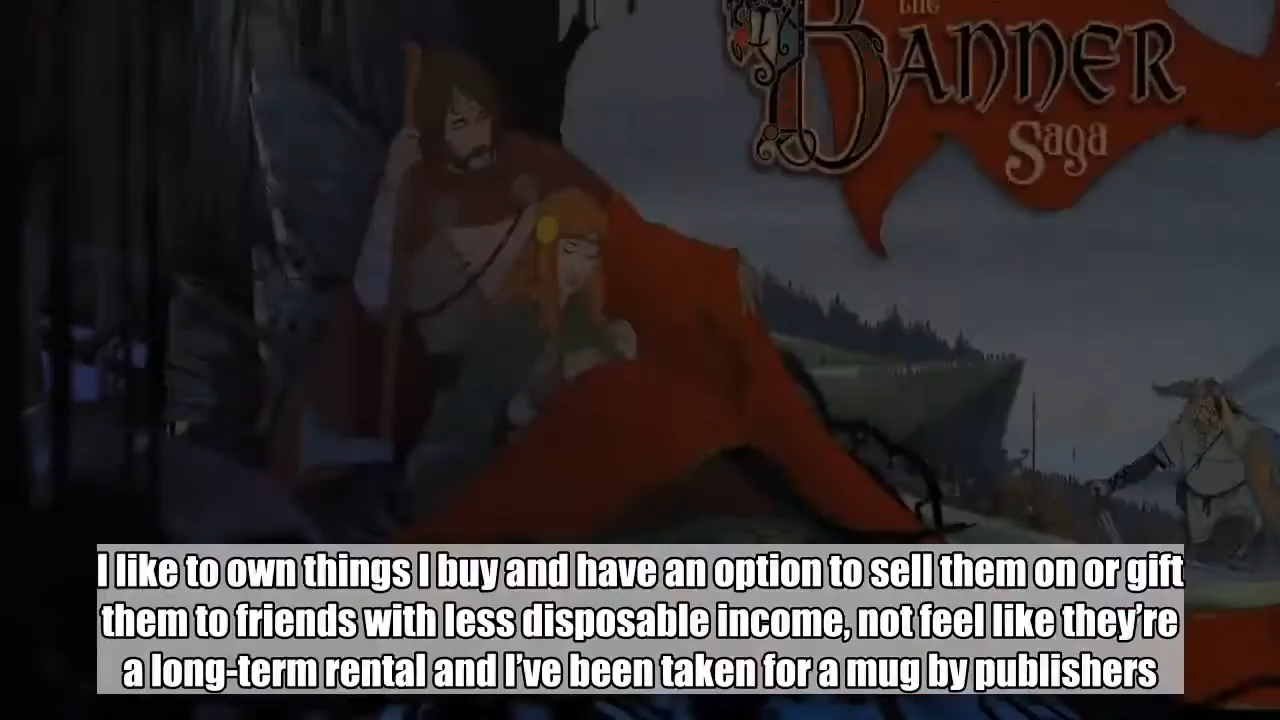 the
BANNER
Saga
I like to own things I buy and have an option to sell them on or gift
them to friends with less disposable income, not feel like they're
a long-term rental and I've been taken for a mug by publishers